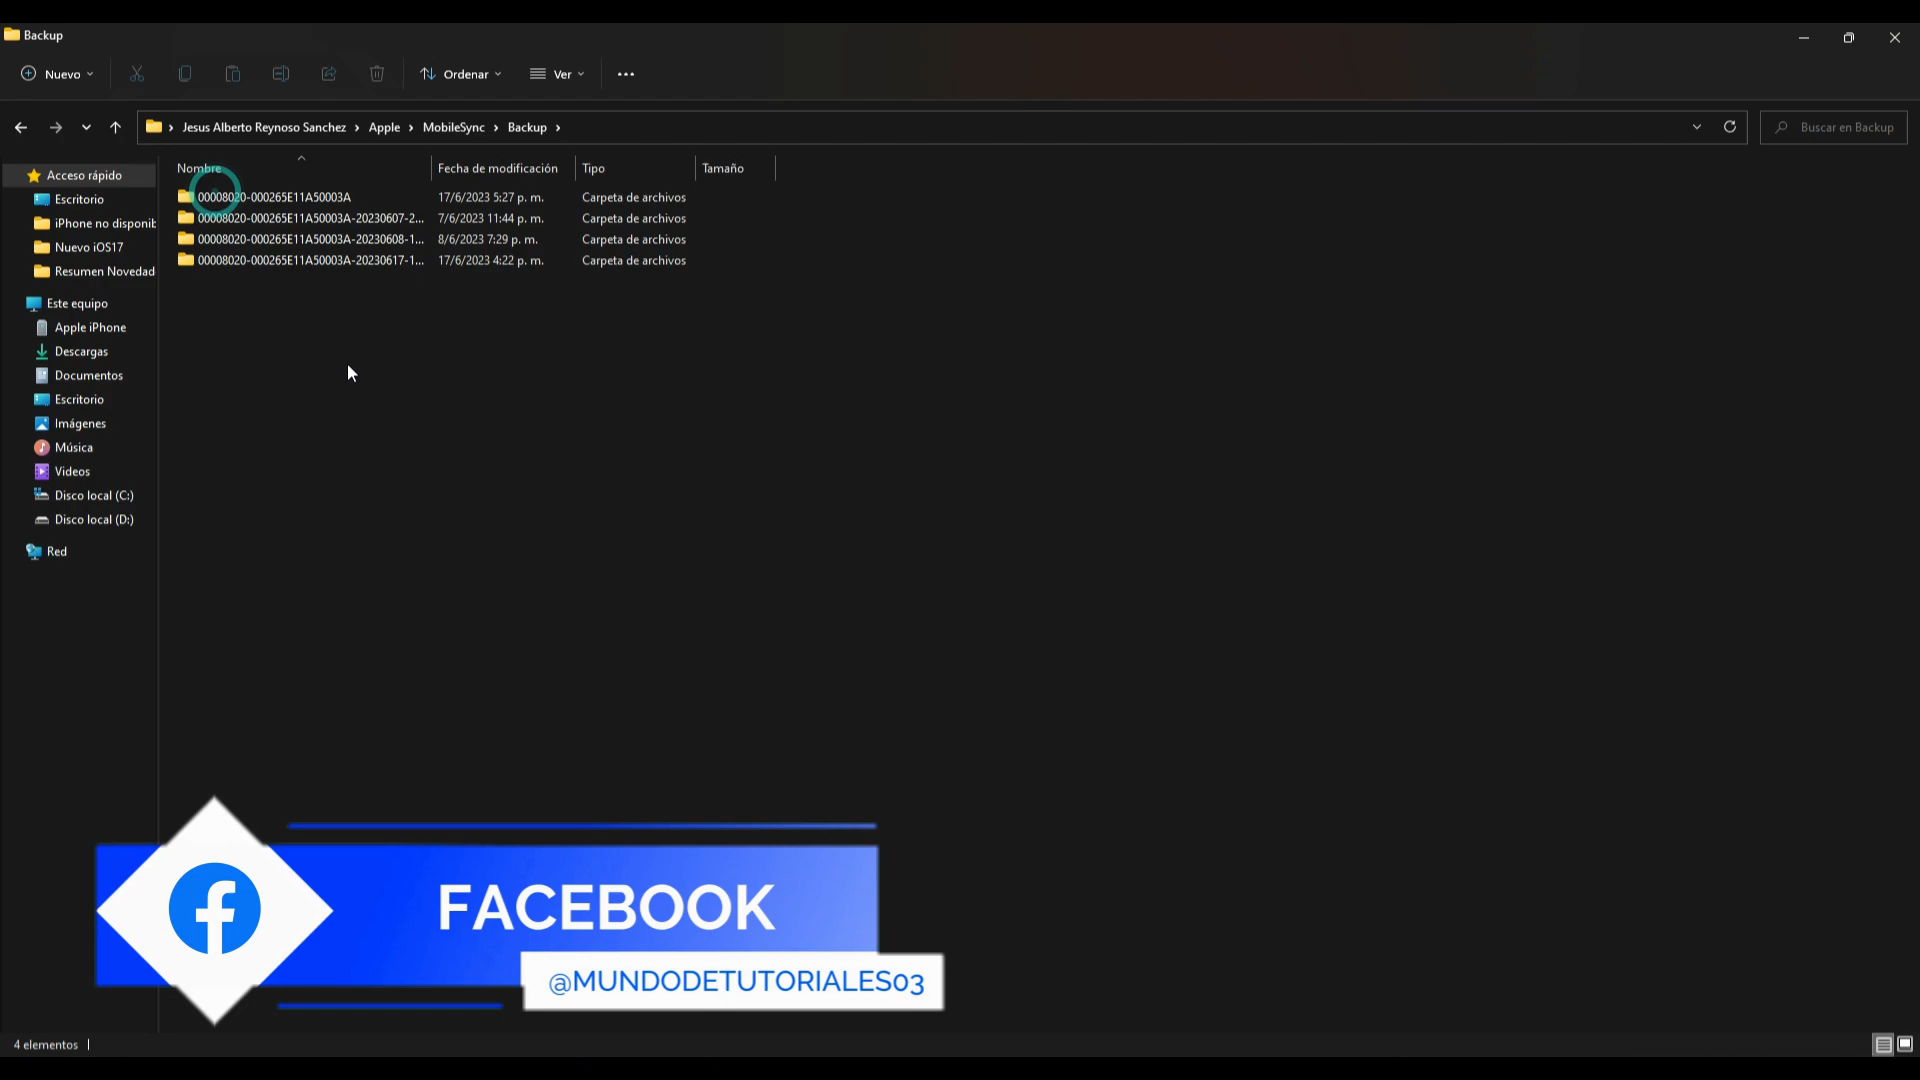 Backup
Nuevo
Ordenar
Ver
Jesus Alberto Reynoso Sanchez > Apple > MobileSync > Backup >
Buscar en Backup
Nombre
Fecha de modificación
Tipo
Tamaño
00008020-000265E11A50003A 17/6/2023 5:27 p. m. Carpeta de archivos
00008020-000265E11A50003A-20230607-2... 7/6/2023 11:44 p. m. Carpeta de archivos
00008020-000265E11A50003A-20230608-1... 8/6/2023 7:29 p. m. Carpeta de archivos
00008020-000265E11A50003A-20230617-1... 17/6/2023 4:22 p. m. Carpeta de archivos
Acceso rápido
Escritorio
iPhone no disponib
Nuevo iOS17
Resumen Novedad
Este equipo
Apple iPhone
Descargas
Documentos
Escritorio
Imágenes
Música
Videos
Disco local (C:)
Disco local (D:)
Red
FACEBOOK
@MUNDODETUTORIALES03
4 elementos